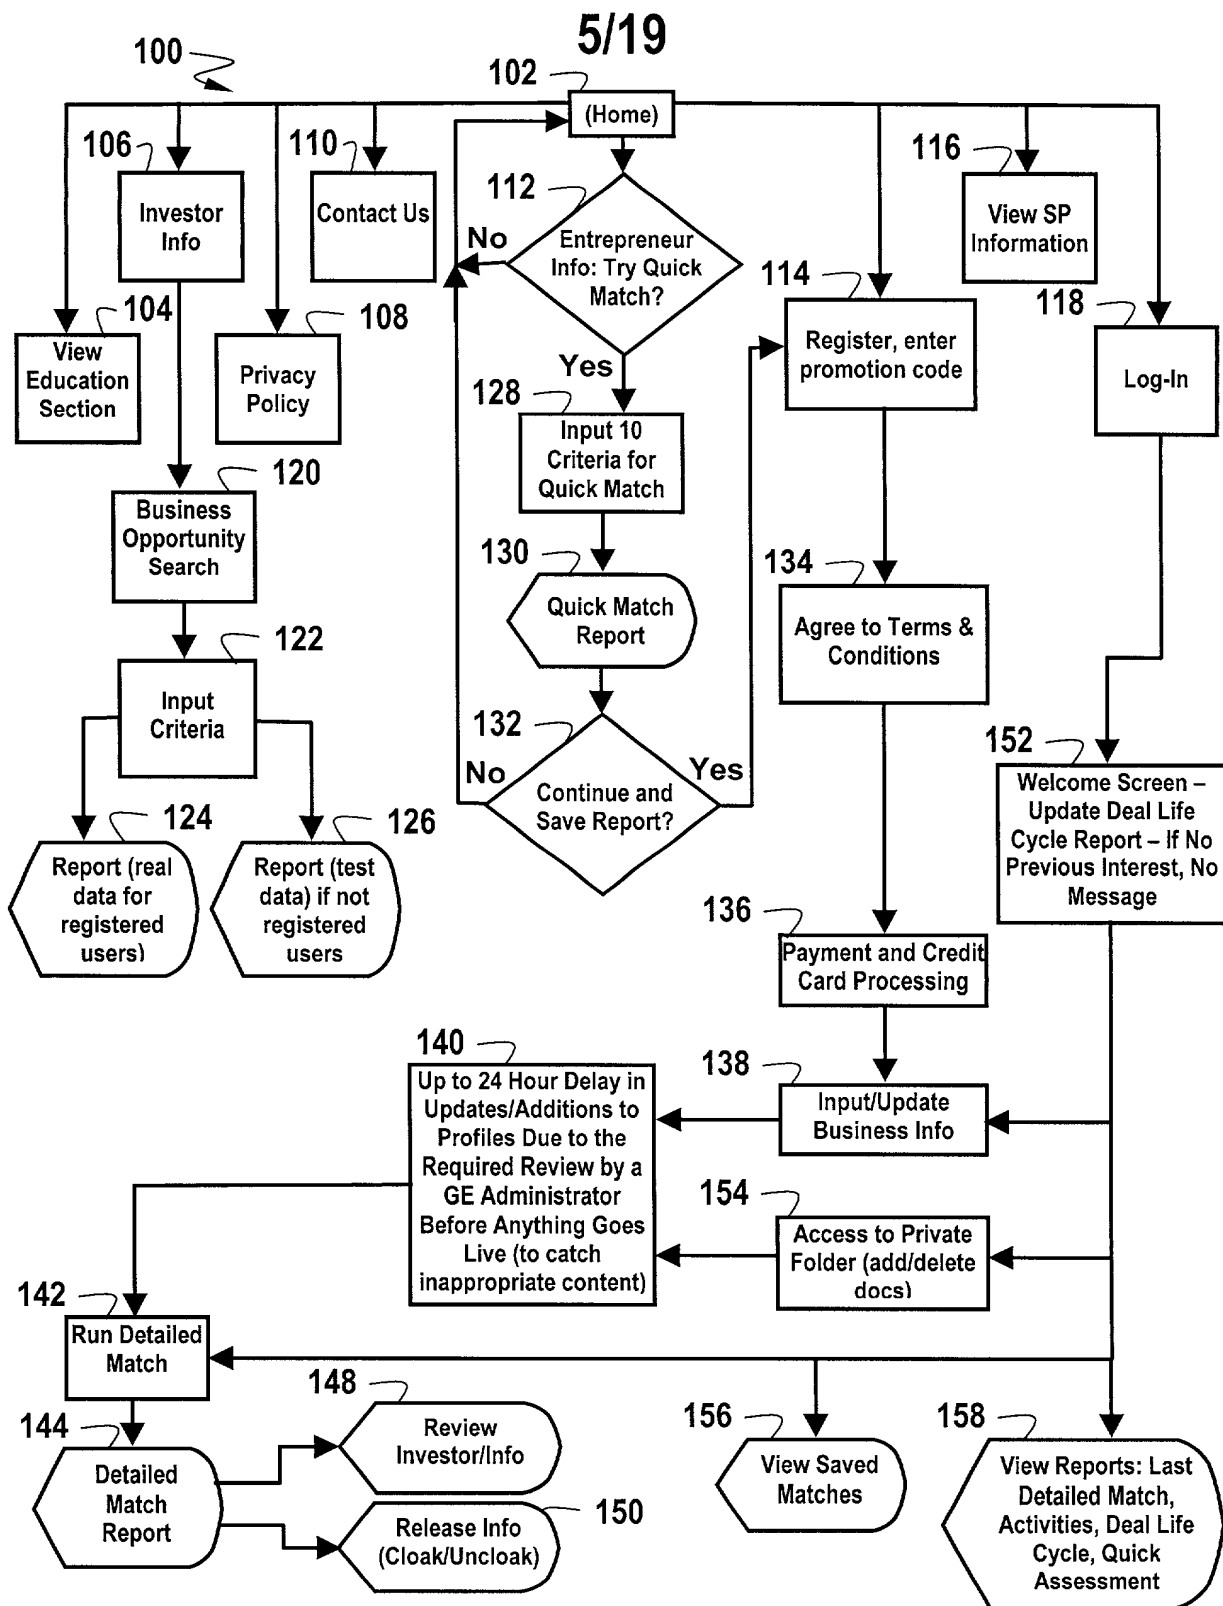 5/19
100
102
(Home)
106
110
112
116
Investor
Info
Contact Us
View SP
Information
No
Entrepreneur
Info: Try Quick
Match?
104
108
114
118
View
Education
Section
Privacy
Policy
Register, enter
promotion code
Log-In
Yes
128
Input 10
Criteria for
Quick Match
120
Business
Opportunity
Search
130
Quick Match
Report
134
Agree to Terms &
Conditions
122
Input
Criteria
132
No
Yes
Continue and
Save Report?
152
Welcome Screen –
Update Deal Life
Cycle Report – If No
Previous Interest, No
Message
124
126
Report (real
data for
registered
users)
Report (test
data) if not
registered
users
136
Payment and Credit
Card Processing
140
Up to 24 Hour Delay in
Updates/Additions to
Profiles Due to the
Required Review by a
GE Administrator
Before Anything Goes
Live (to catch
inappropriate content)
138
Input/Update
Business Info
154
Access to Private
Folder (add/delete
docs)
142
Run Detailed
Match
148
Review
Investor/Info
144
Detailed
Match
Report
150
Release Info
(Cloak/Uncloak)
156
View Saved
Matches
158
View Reports: Last
Detailed Match,
Activities, Deal Life
Cycle, Quick
Assessment